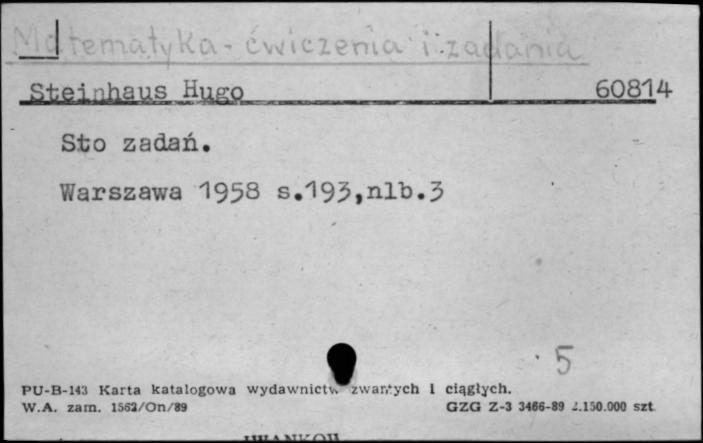 Matematyka - ćwiczenia i zadania
Steinhaus Hugo 60814
Sto zadań.
Warszawa 1958 s.193,nlb.3
5
PU-B-143 Karta katalogowa wydawnictw zwartych i ciągłych.
W.A. zam. 1562/On/89 GZG Z-3 3466-89 2.150.000 szt